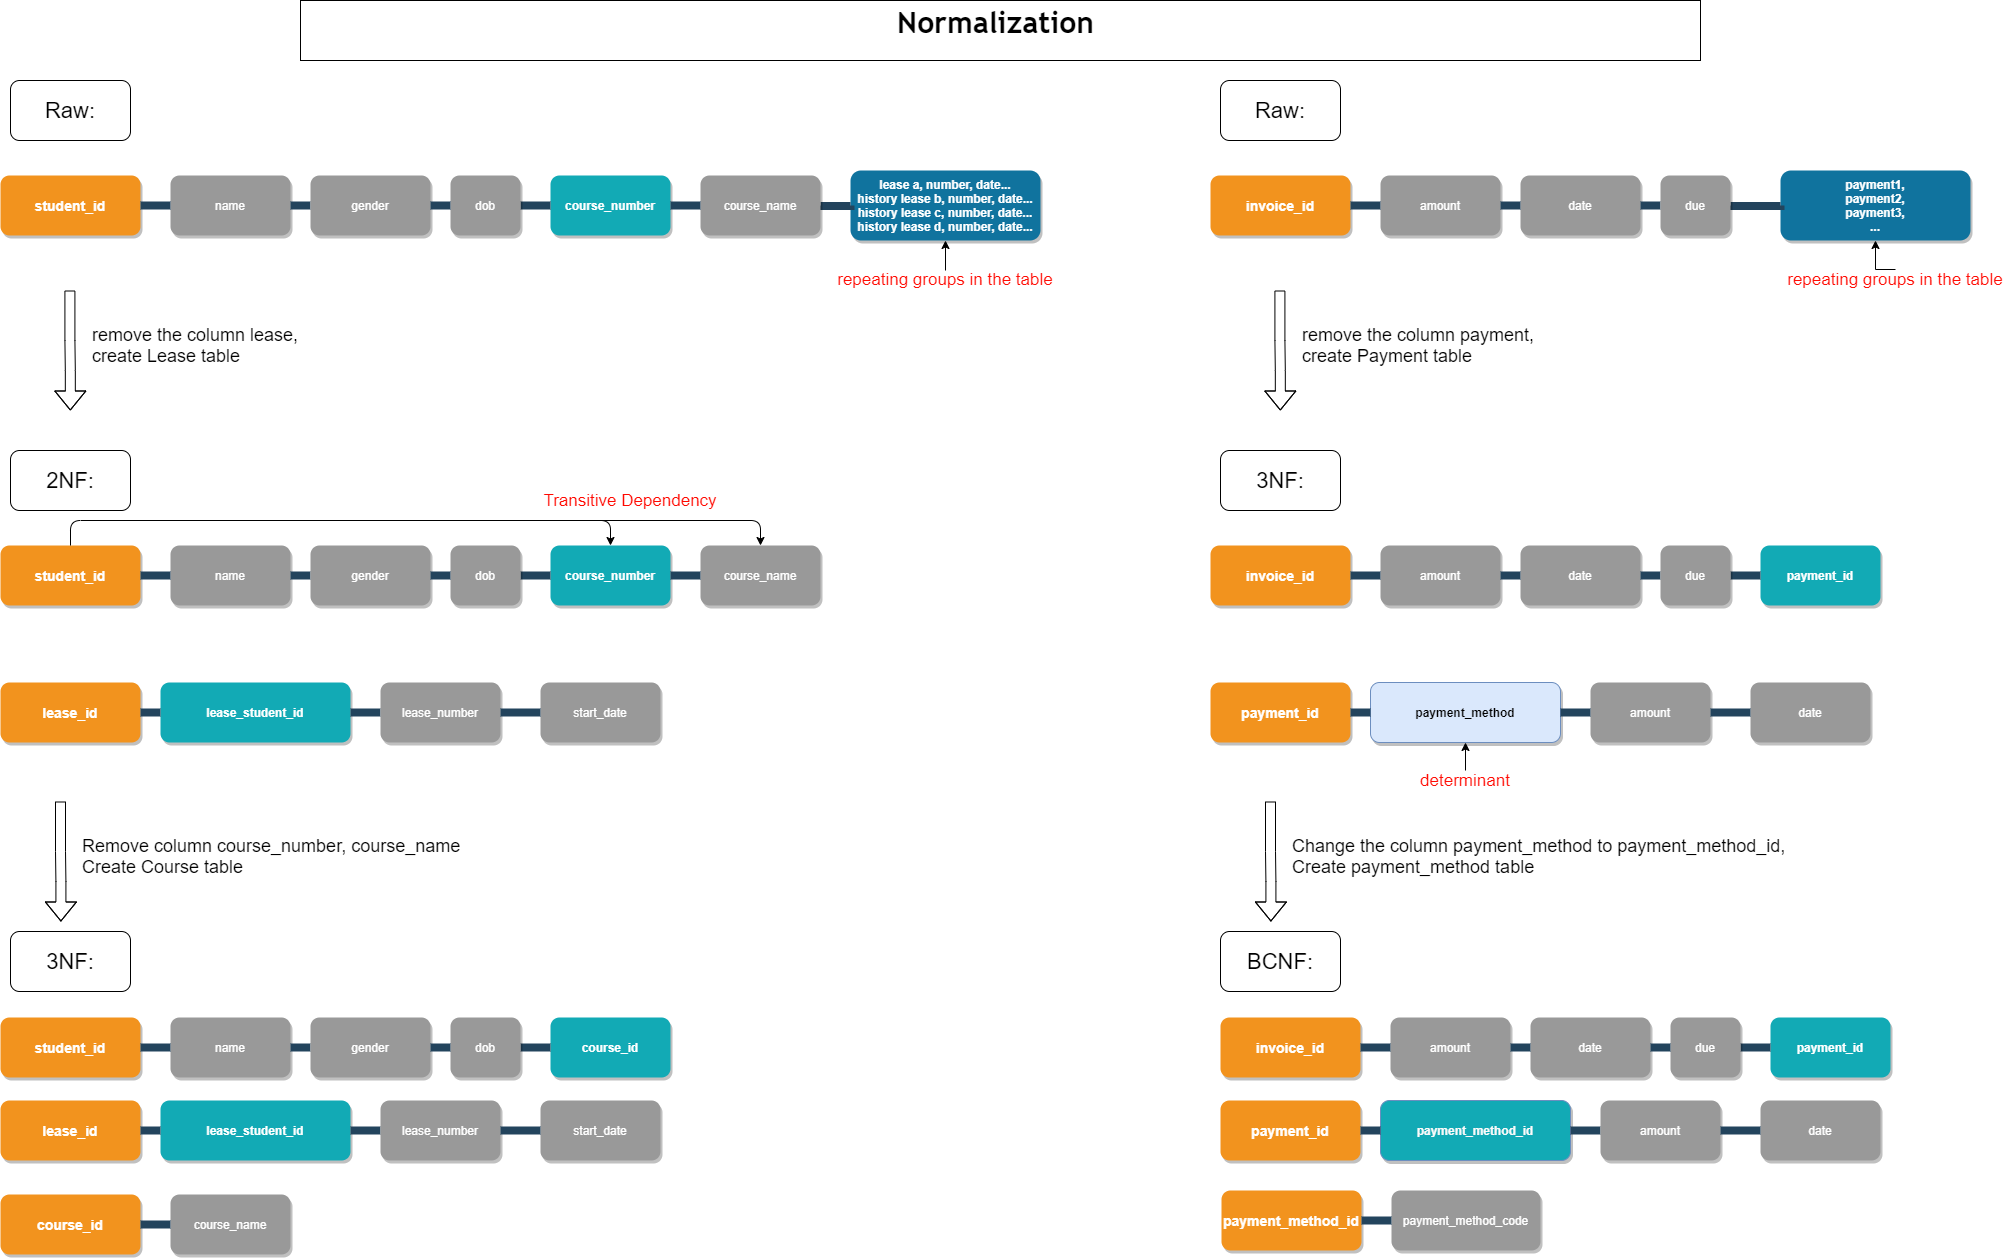 Normalization
Raw:
student_id
name
gender
dob
course_number
course_name
lease a, number, date...
history lease b, number, date...
history lease c, number, date...
history lease d, number, date...
repeating groups in the table
remove the column lease,
create Lease table
2NF:
Transitive Dependency
student_id
name
gender
dob
course_number
course_name
lease_id
lease_student_id
lease_number
start_date
Remove column course_number, course_name
Create Course table
3NF:
student_id
name
gender
dob
course_id
lease_id
lease_student_id
lease_number
start_date
course_id
course_name
Raw:
invoice_id
amount
date
due
payment1,
payment2,
payment3,
...
repeating groups in the table
remove the column payment,
create Payment table
3NF:
invoice_id
amount
date
due
payment_id
payment_id
payment_method
amount
date
determinant
Change the column payment_method to payment_method_id,
Create payment_method table
BCNF:
invoice_id
amount
date
due
payment_id
payment_id
payment_method_id
amount
date
payment_method_id
payment_method_code